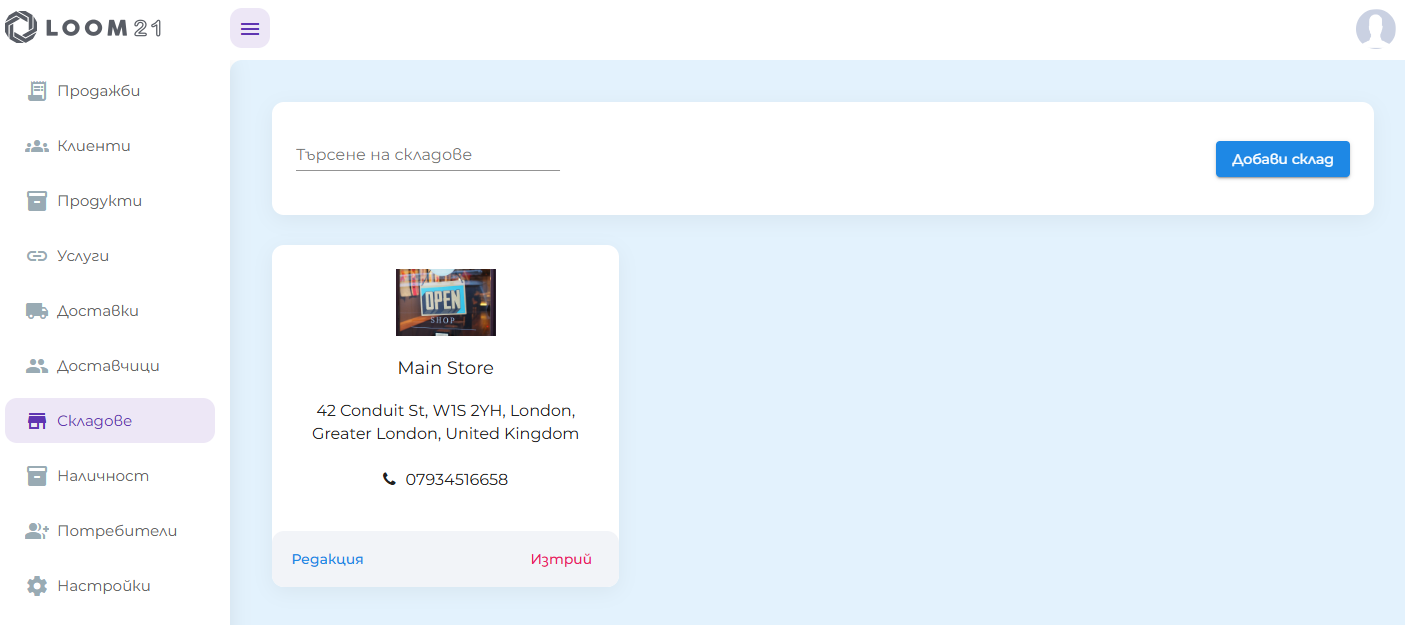 LOOM21
Продажби
Клиенти
Продукти
Услуги
Доставки
Доставчици
Складове
Наличност
Потребители
Настройки
Търсене на складове
Добави склад
OPEN
SHOP
Main Store
42 Conduit St, W1S 2YH, London,
Greater London, United Kingdom
07934516658
Редакция
Изтрий